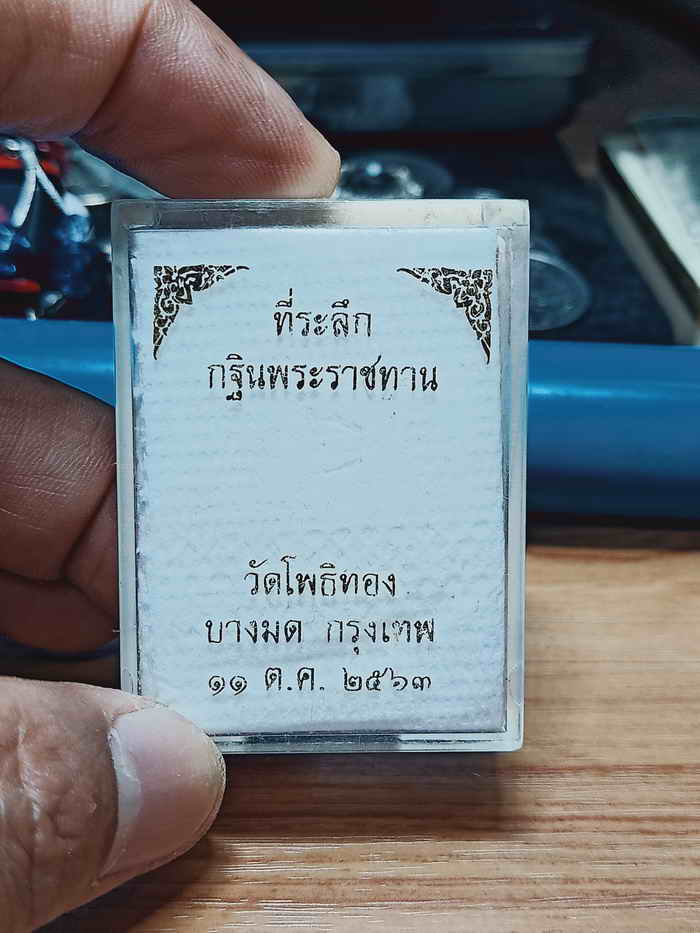 ที่ระลึก
กฐินพระราชทาน
วัดโพธิทอง
บางมด กรุงเทพ
๑๑ ต.ค. ๒๕๖๓